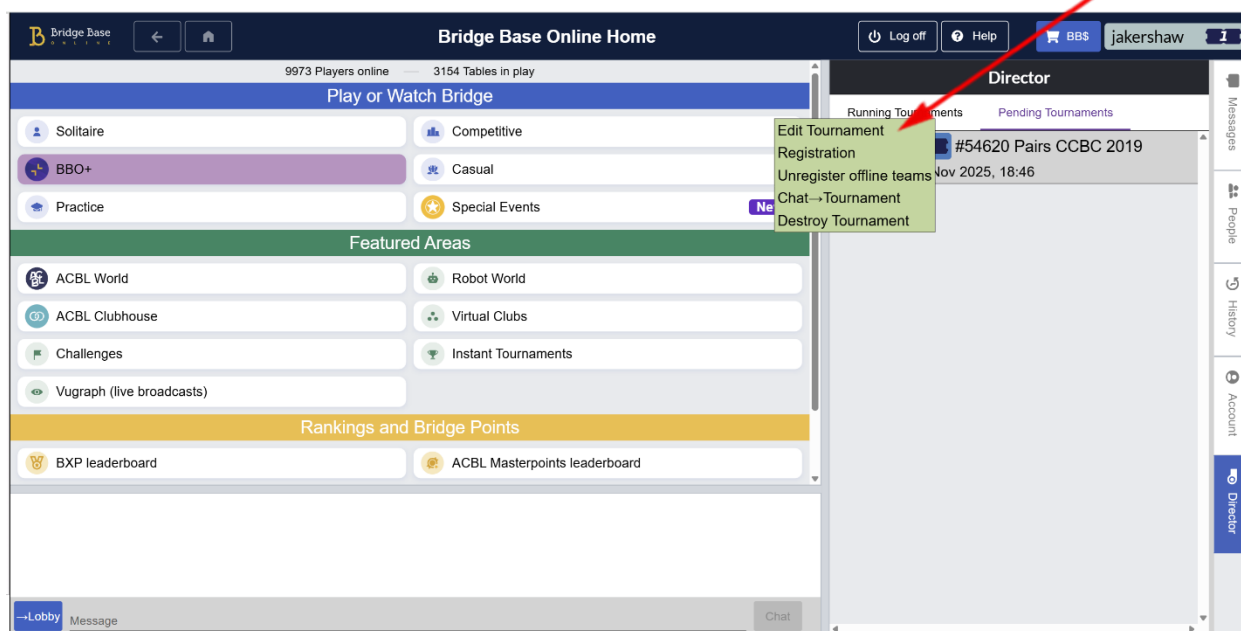 Bridge Base
ONLINE
Bridge Base Online Home
Log off
Help
BB$
jakershaw
1
9973 Players online — 3154 Tables in play
Play or Watch Bridge
Solitaire
Competitive
BBO+
Casual
Practice
Special Events
Featured Areas
ACBL World
Robot World
ACBL Clubhouse
Virtual Clubs
Challenges
Instant Tournaments
Vugraph (live broadcasts)
Rankings and Bridge Points
BXP leaderboard
ACBL Masterpoints leaderboard
→Lobby
Message
Chat
Director
Running Tournaments
Pending Tournaments
#54620 Pairs CCBC 2019
Nov 2025, 18:46
Edit Tournament
Registration
Unregister offline teams
Chat→Tournament
Destroy Tournament
Messages
People
History
Account
Director